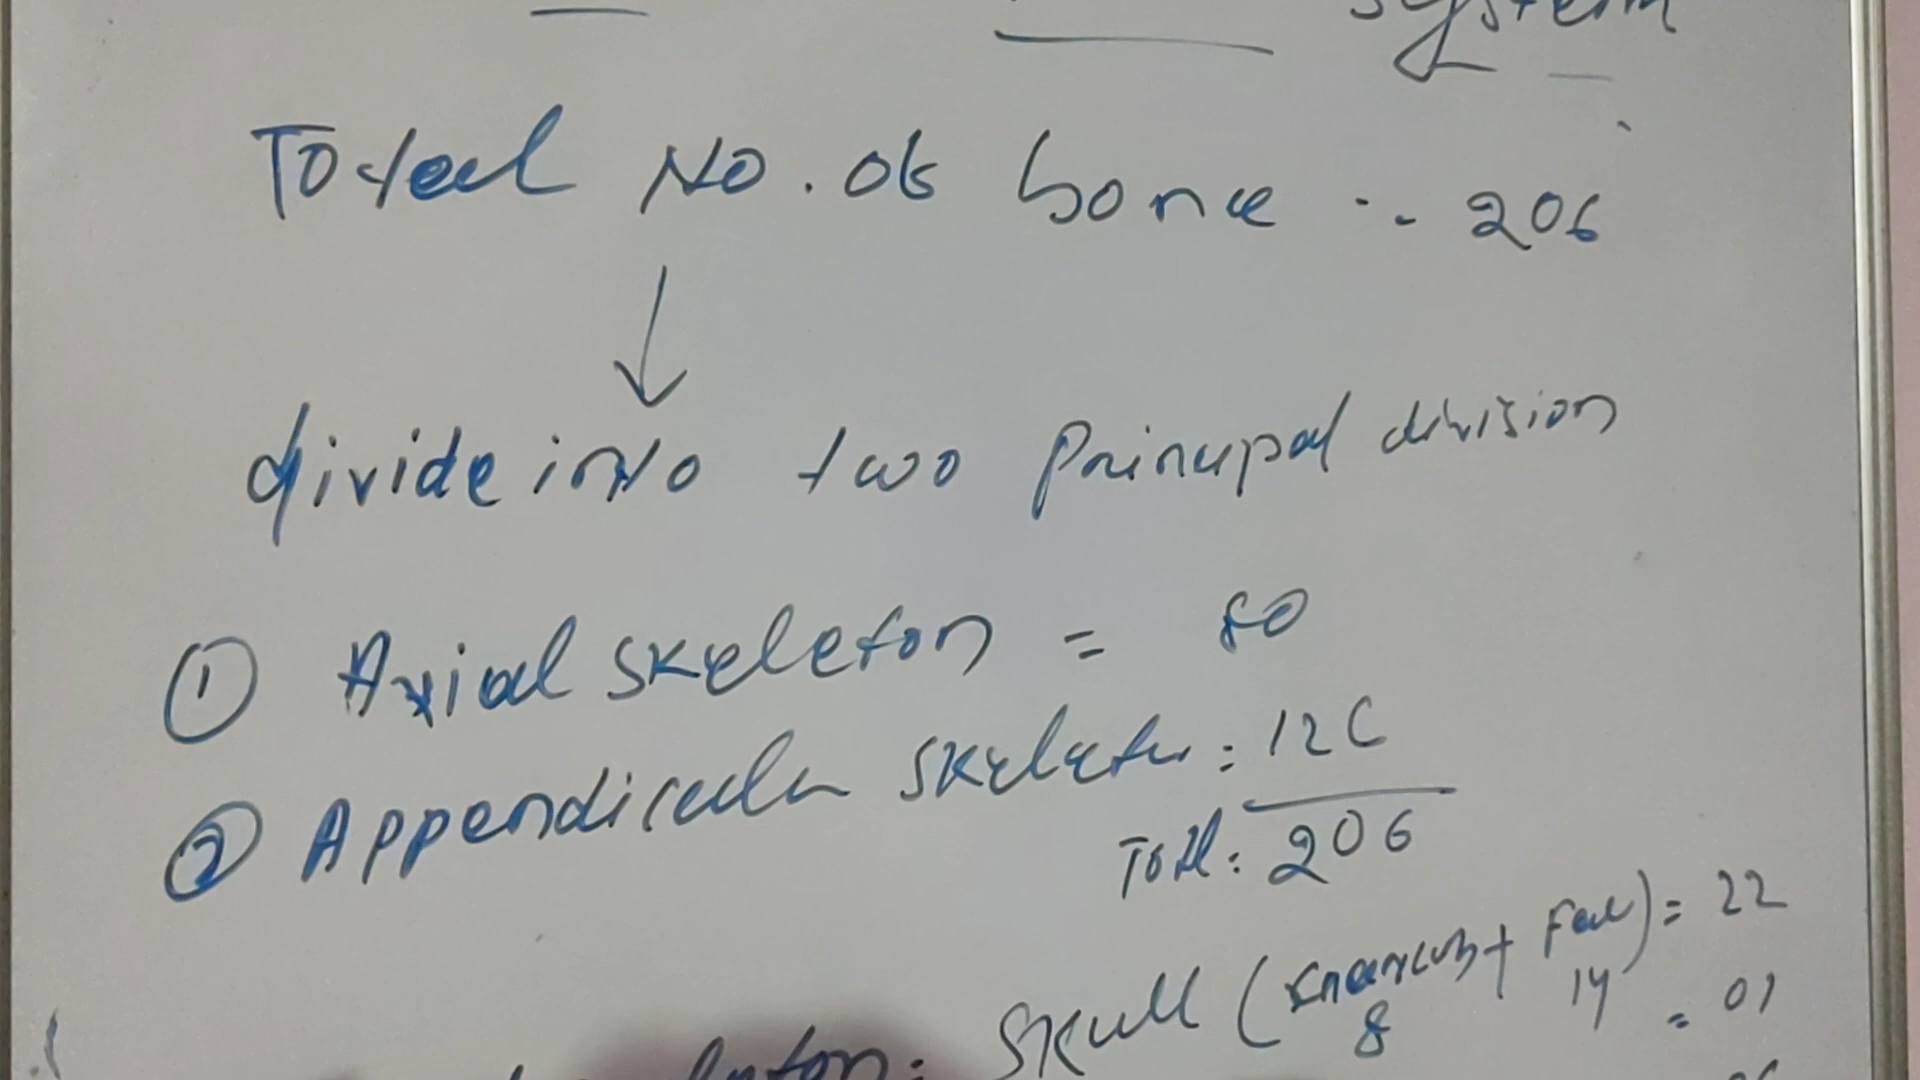 system
Total No. of bone :- 206
↓
divide into two Principal division
① Axial skeleton = 80
② Appendicular skeleton : 126
Total : 206
Skull (cranium + Face) = 22
8 14 = 01